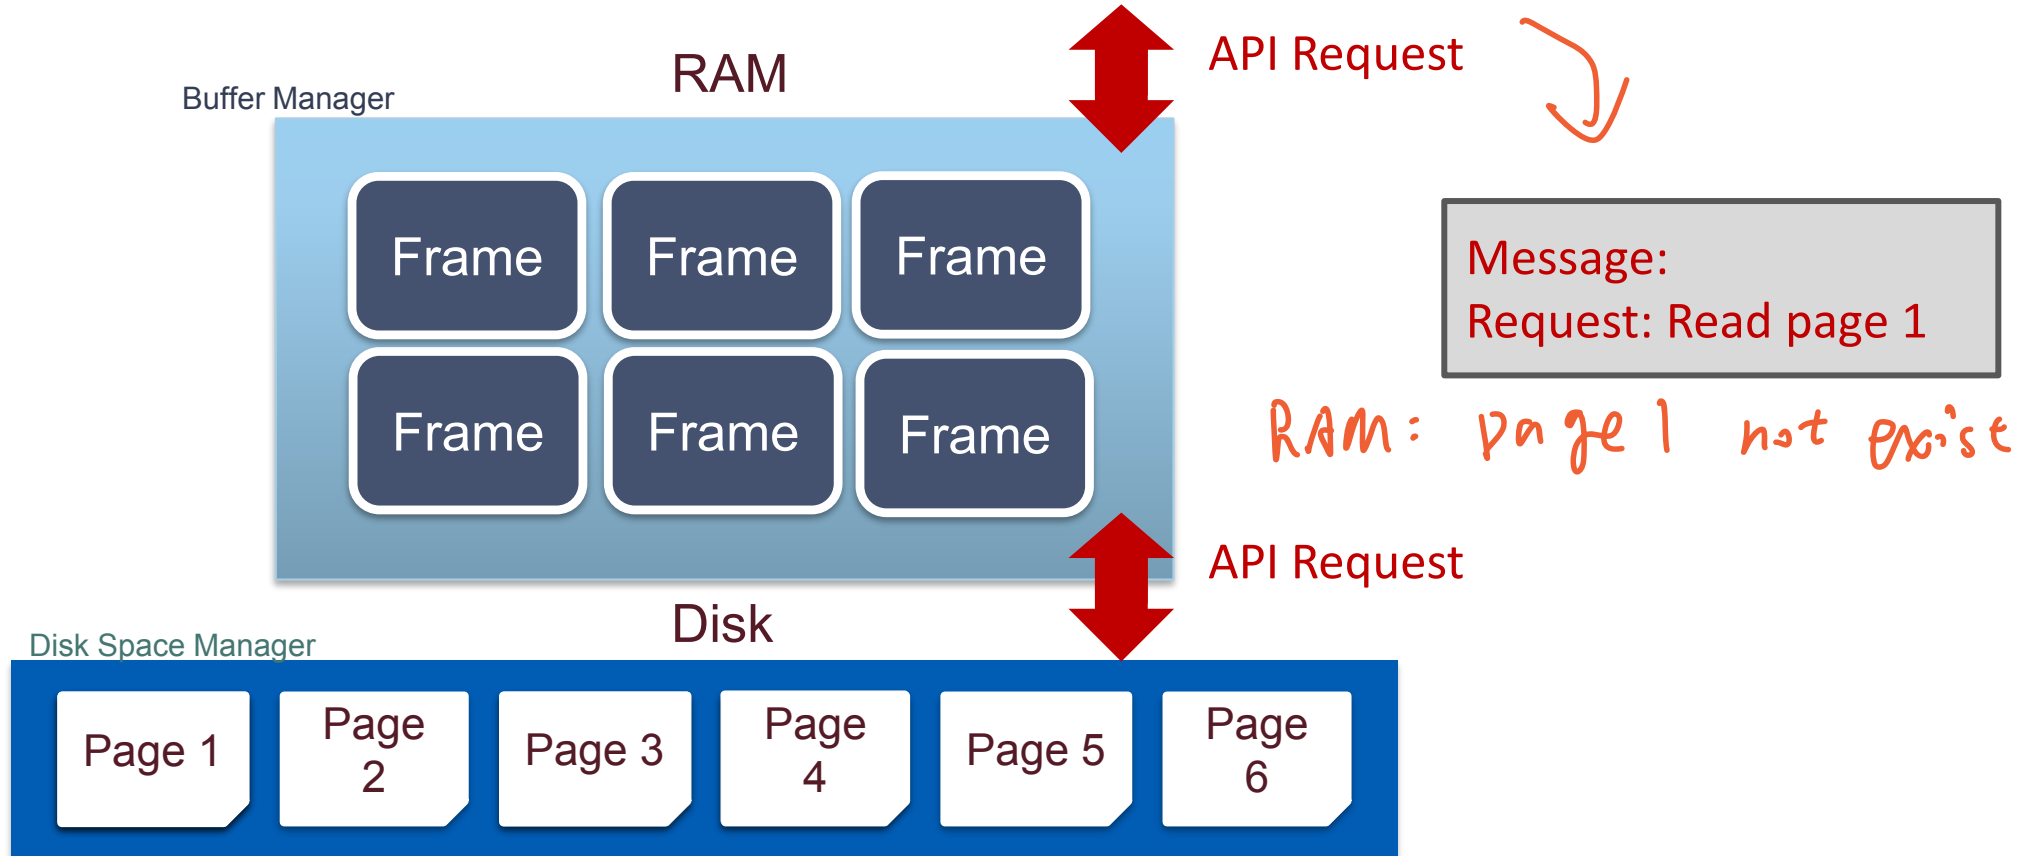 RAM
API Request
Buffer Manager
Frame Frame Frame
Message:
Request: Read page 1
Frame Frame Frame
RAM: page 1 not exist
API Request
Disk
Disk Space Manager
Page 1
Page
2
Page 3
Page
4
Page 5
Page
6